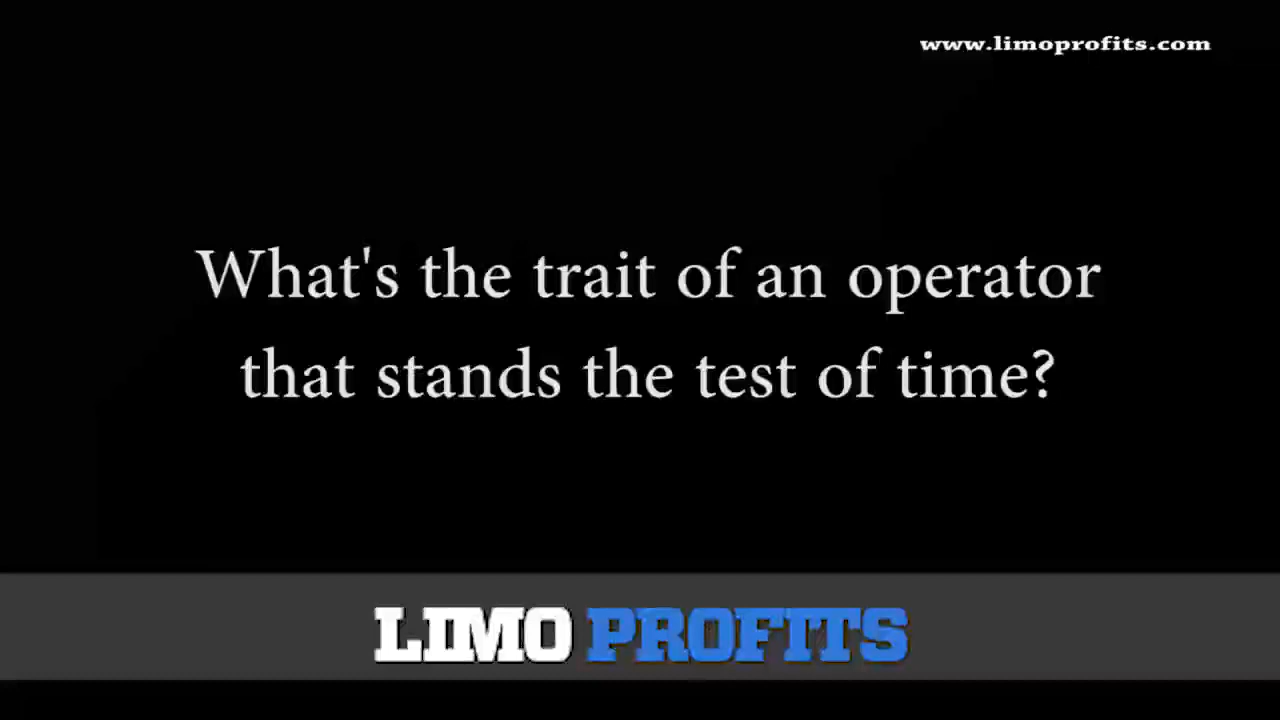 www.limoprofits.com
What's the trait of an operator
that stands the test of time?
LIMO PROFITS